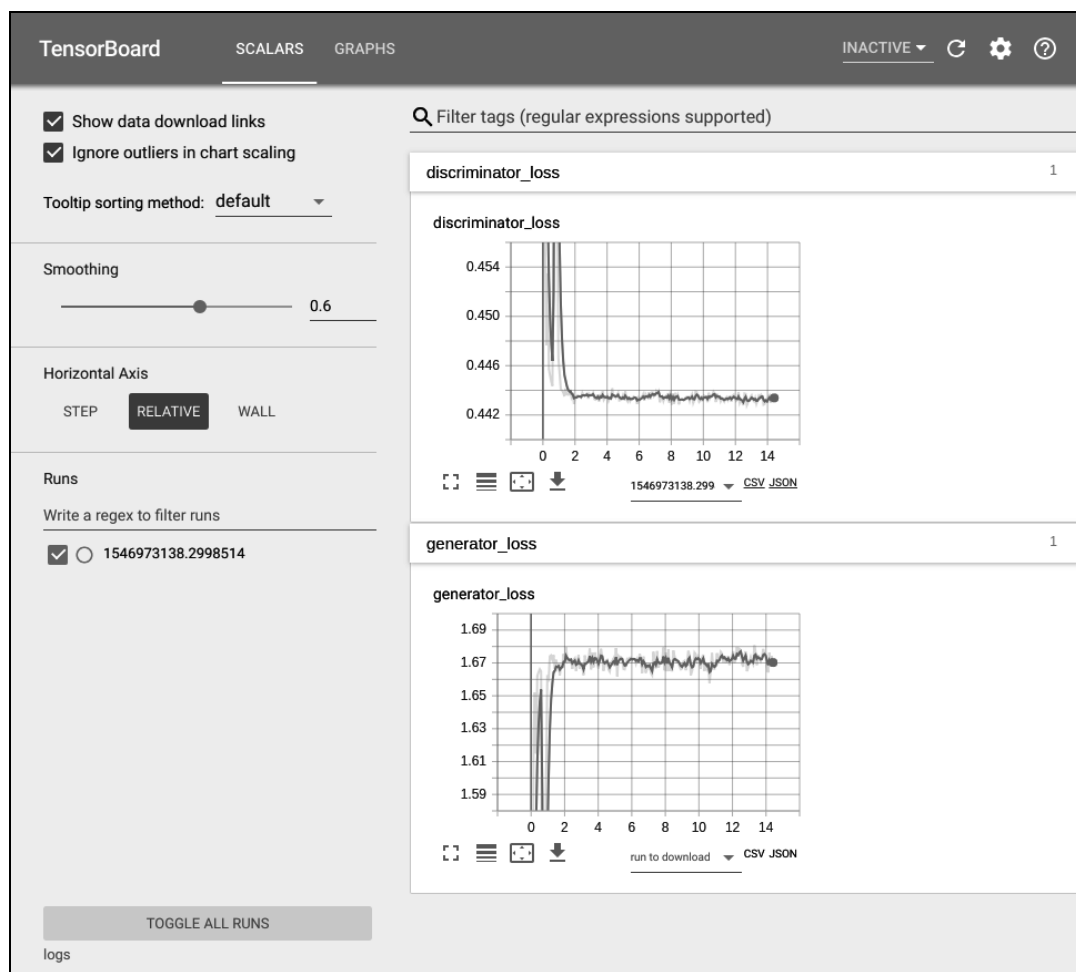 TensorBoard SCALARS GRAPHS INACTIVE
Show data download links
Ignore outliers in chart scaling
Tooltip sorting method: default
Smoothing
0.6
Horizontal Axis
STEP RELATIVE WALL
Runs
Write a regex to filter runs
1546973138.2998514
TOGGLE ALL RUNS
logs
Filter tags (regular expressions supported)
discriminator_loss 1
discriminator_loss
0.454
0.450
0.446
0.442
0 2 4 6 8 10 12 14
1546973138.299 CSV JSON
generator_loss 1
generator_loss
1.69
1.67
1.65
1.63
1.61
1.59
0 2 4 6 8 10 12 14
run to download CSV JSON